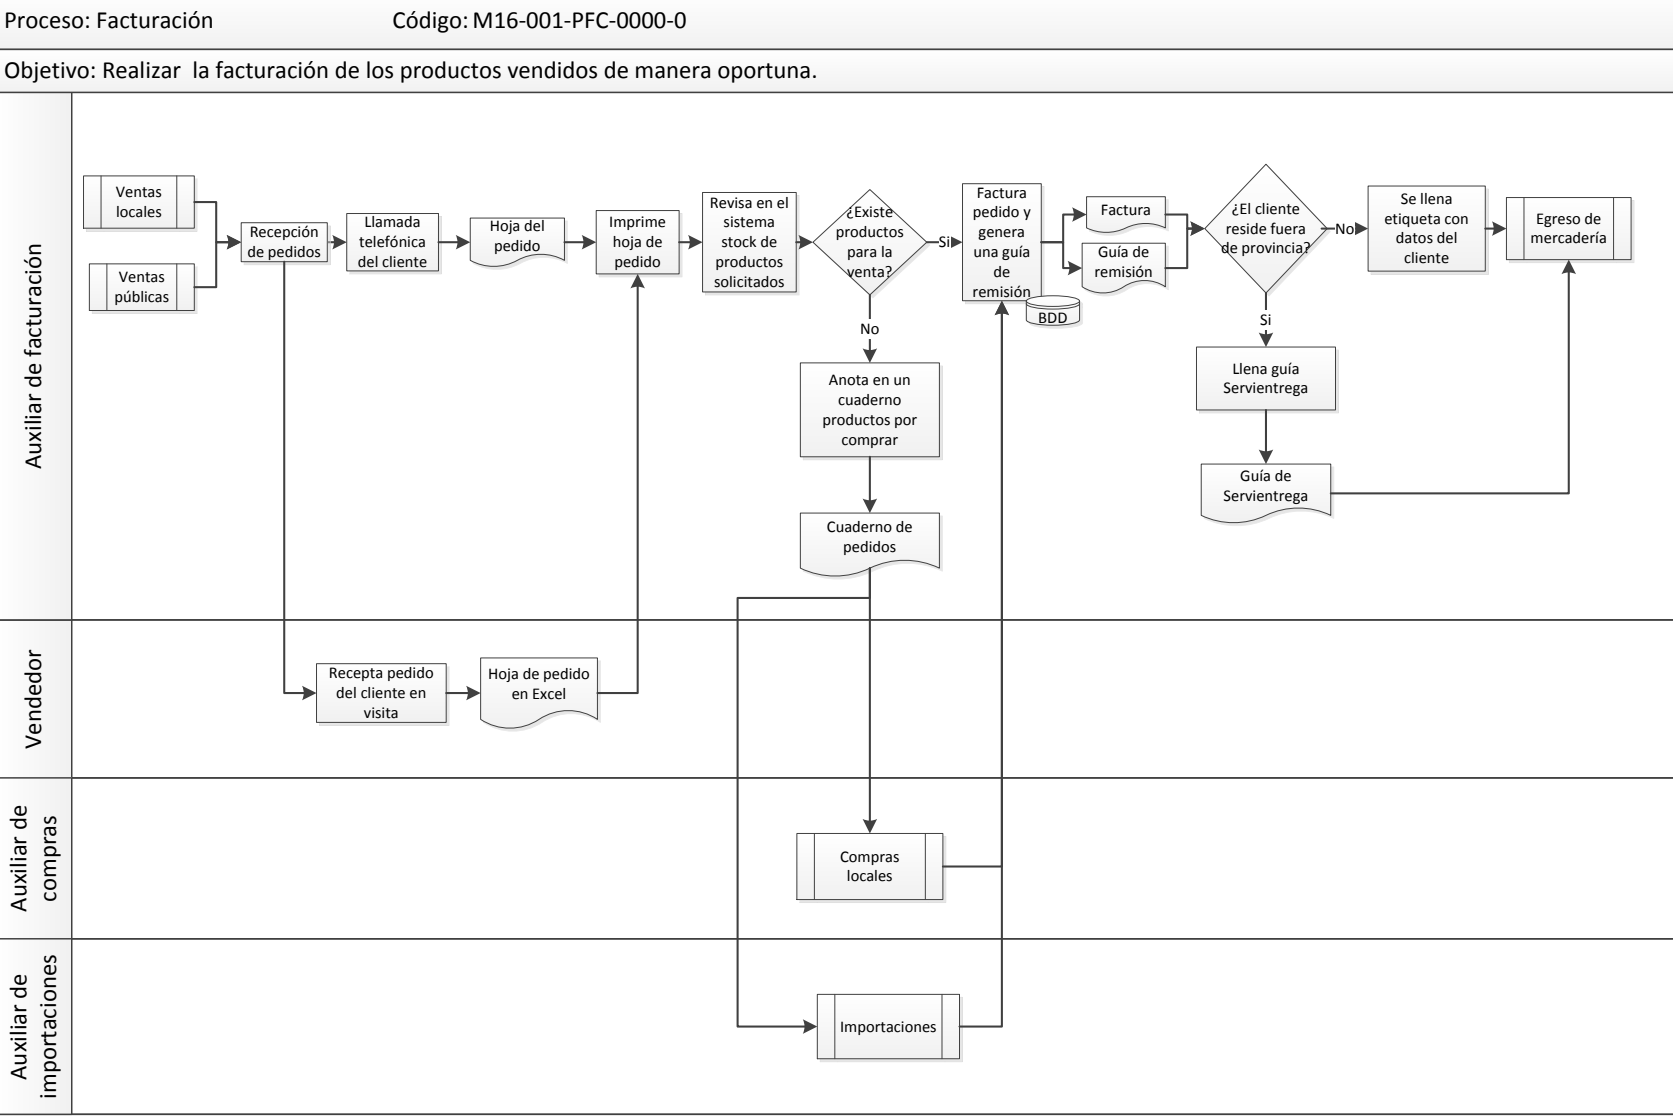 Proceso: Facturación
Código: M16-001-PFC-0000-0
Objetivo: Realizar  la facturación de los productos vendidos de manera oportuna.
Auxiliar de facturación
Ventas
locales
Ventas
públicas
Recepción
de pedidos
Llamada
telefónica
del cliente
Hoja del
pedido
Imprime
hoja de
pedido
Revisa en el
sistema
stock de
productos
solicitados
¿Existe
productos
para la
venta?
Si
No
Factura
pedido y
genera
una guía
de
remisión
BDD
Factura
Guía de
remisión
¿El cliente
reside fuera
de provincia?
No
Si
Se llena
etiqueta con
datos del
cliente
Egreso de
mercadería
Llena guía
Servientrega
Guía de
Servientrega
Anota en un
cuaderno
productos por
comprar
Cuaderno de
pedidos
Vendedor
Recepta pedido
del cliente en
visita
Hoja de pedido
en Excel
Auxiliar de
compras
Compras
locales
Auxiliar de
importaciones
Importaciones